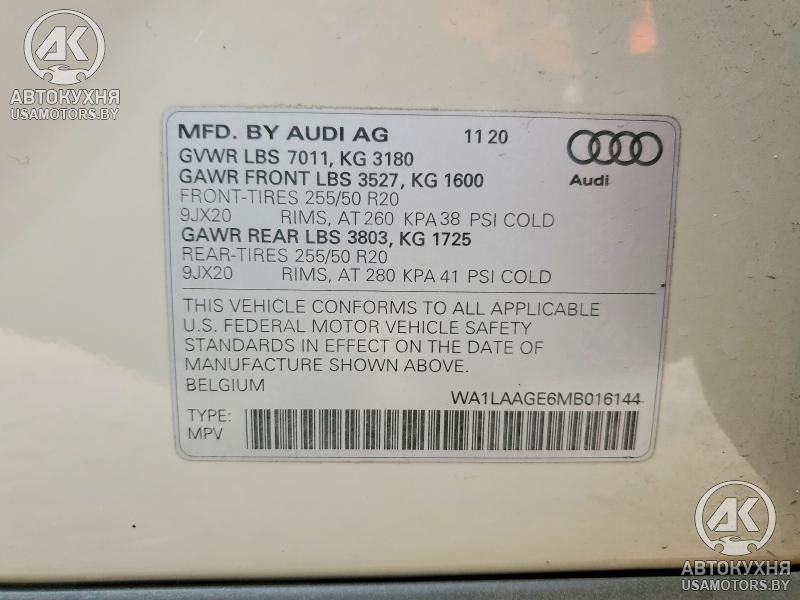 AK
АВТОКУХНЯ
USAMOTORS.BY
MFD. BY AUDI AG 11 20
GVWR LBS 7011, KG 3180
GAWR FRONT LBS 3527, KG 1600
FRONT-TIRES 255/50 R20
9JX20 RIMS, AT 260 KPA 38 PSI COLD
GAWR REAR LBS 3803, KG 1725
REAR-TIRES 255/50 R20
9JX20 RIMS, AT 280 KPA 41 PSI COLD
Audi
THIS VEHICLE CONFORMS TO ALL APPLICABLE
U.S. FEDERAL MOTOR VEHICLE SAFETY
STANDARDS IN EFFECT ON THE DATE OF
MANUFACTURE SHOWN ABOVE.
BELGIUM
WA1LAAGE6MB016144
TYPE:
MPV
AK
АВТОКУХНЯ
USAMOTORS.BY